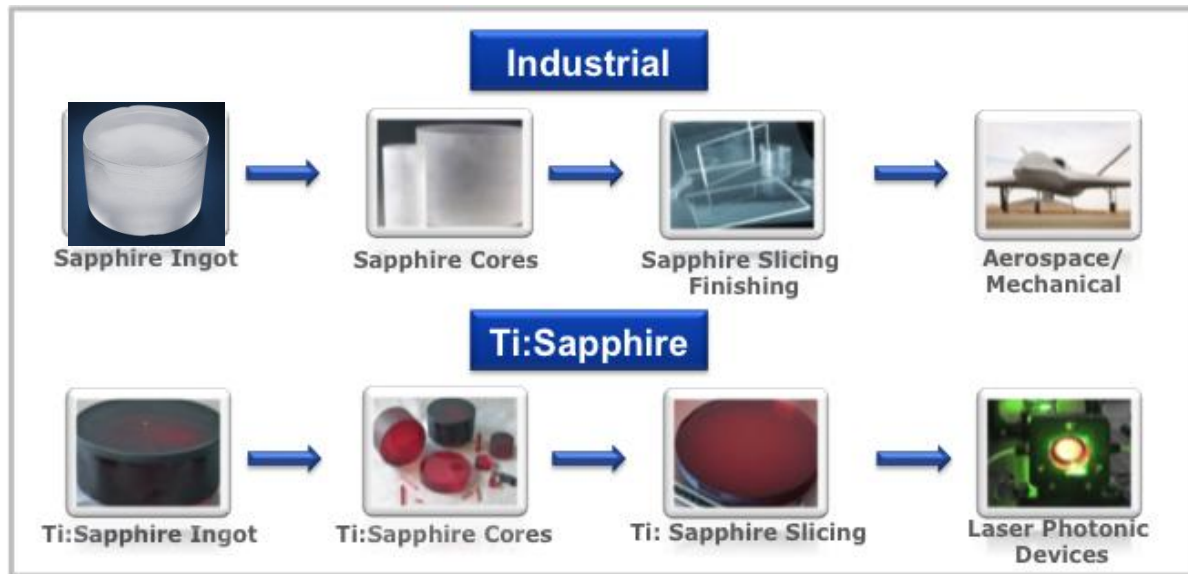 Industrial
Sapphire Ingot
Sapphire Cores
Sapphire Slicing
Finishing
Aerospace/
Mechanical
Ti:Sapphire
Ti:Sapphire Ingot
Ti:Sapphire Cores
Ti: Sapphire Slicing
Laser Photonic
Devices